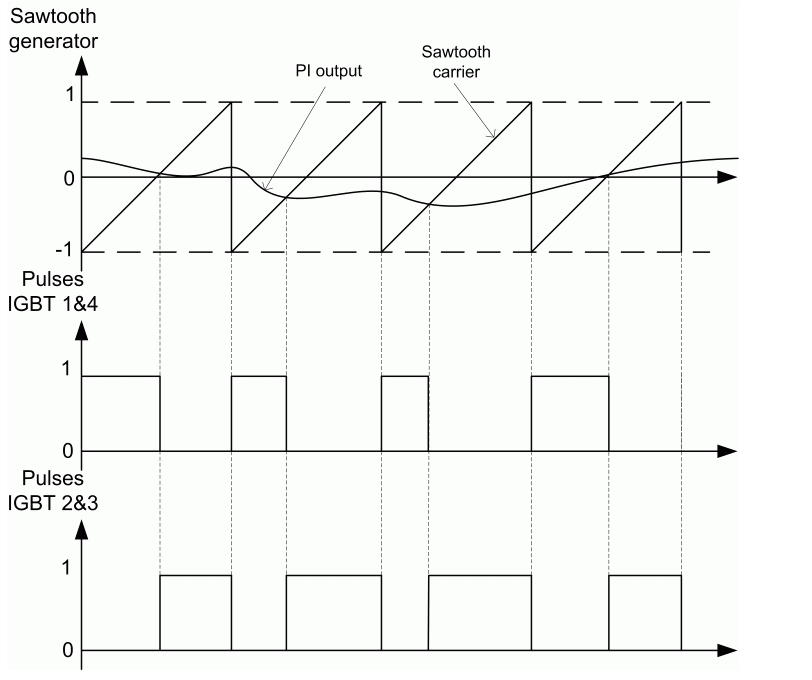 Sawtooth
generator
PI output
Sawtooth
carrier
1
0
-1
Pulses
IGBT 1&4
1
0
Pulses
IGBT 2&3
1
0